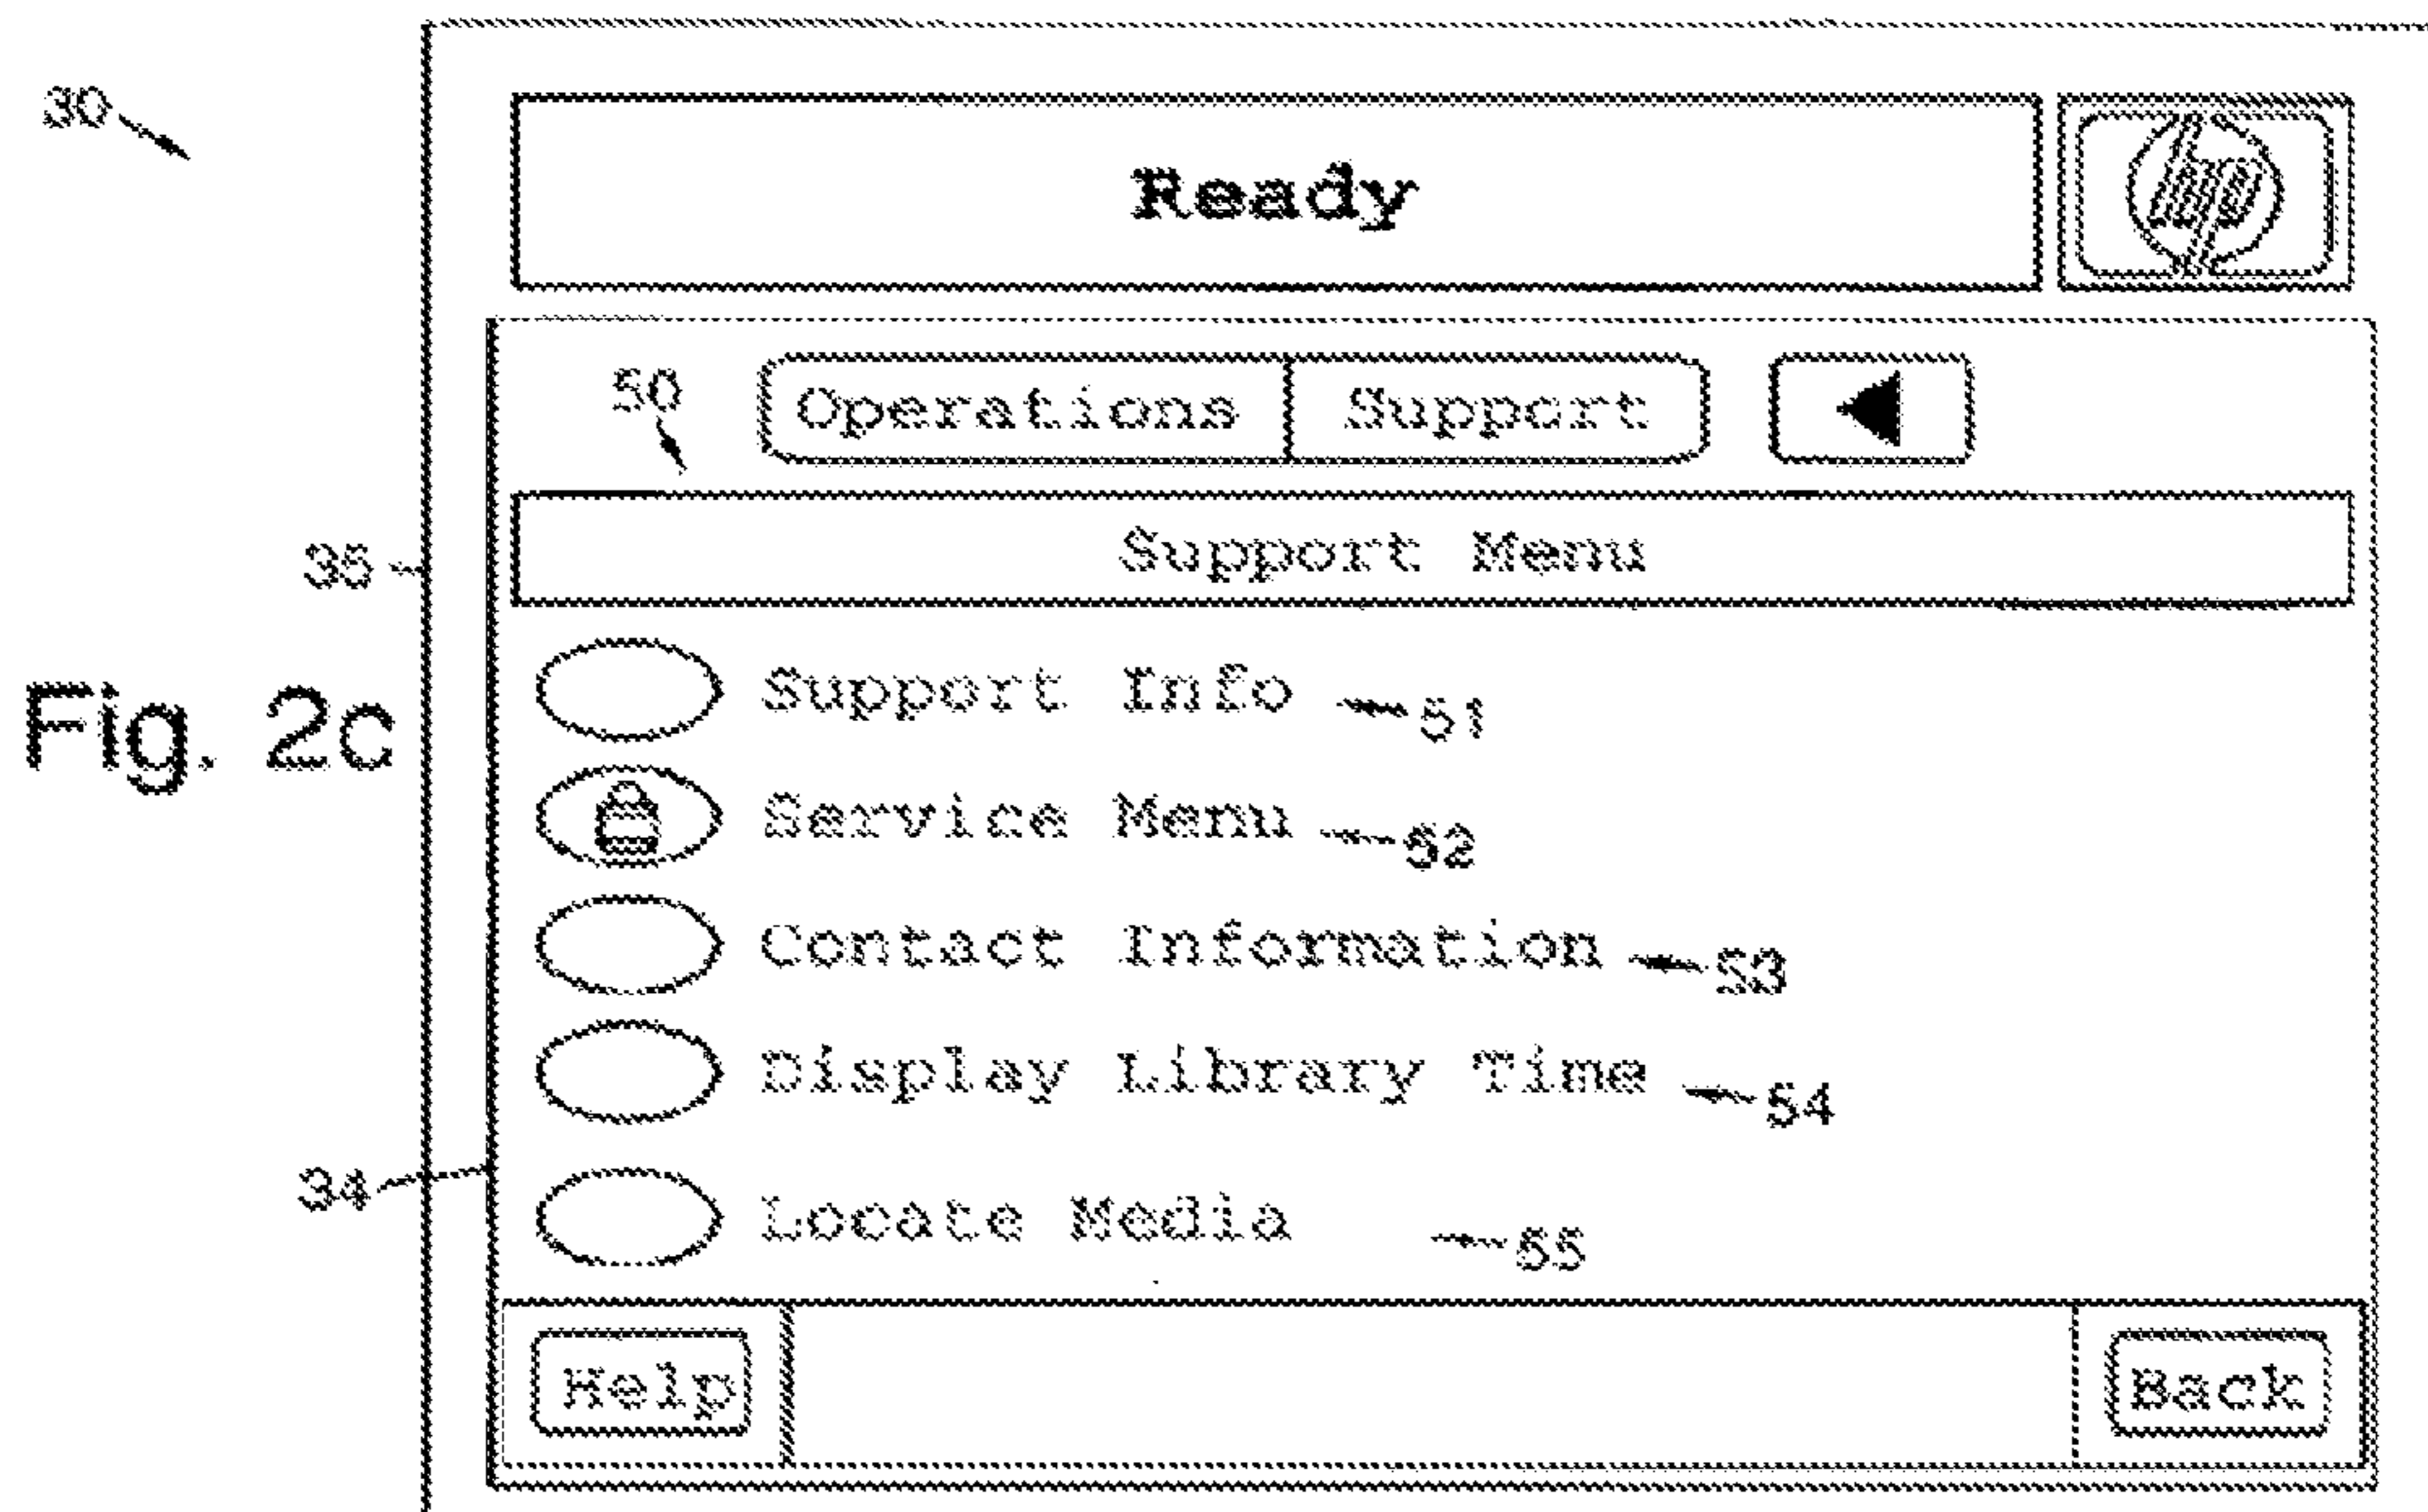 30
Ready
hp
50
Operations Support
35
Support Menu
Support Info 51
Fig. 2c
Service Menu 52
Contact Information 53
Display Library Time 54
34
Locate Media 55
Help Back